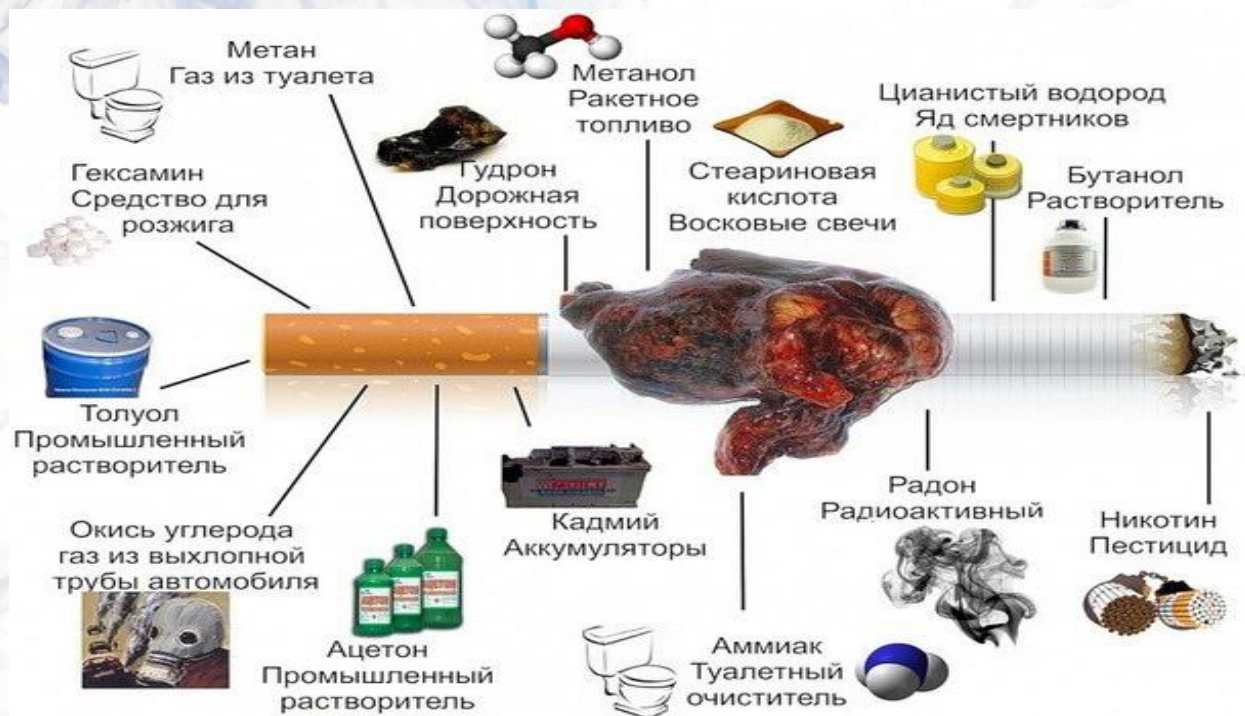 Метан
Газ из туалета
Метанол
Ракетное
топливо
Цианистый водород
Яд смертников
Гексамин
Средство для
розжига
Гудрон
Дорожная
поверхность
Стеариновая
кислота
Восковые свечи
Бутанол
Растворитель
Толуол
Промышленный
растворитель
Кадмий
Аккумуляторы
Радон
Радиоактивный
Никотин
Пестицид
Окись углерода
газ из выхлопной
трубы автомобиля
Ацетон
Промышленный
растворитель
Аммиак
Туалетный
очиститель